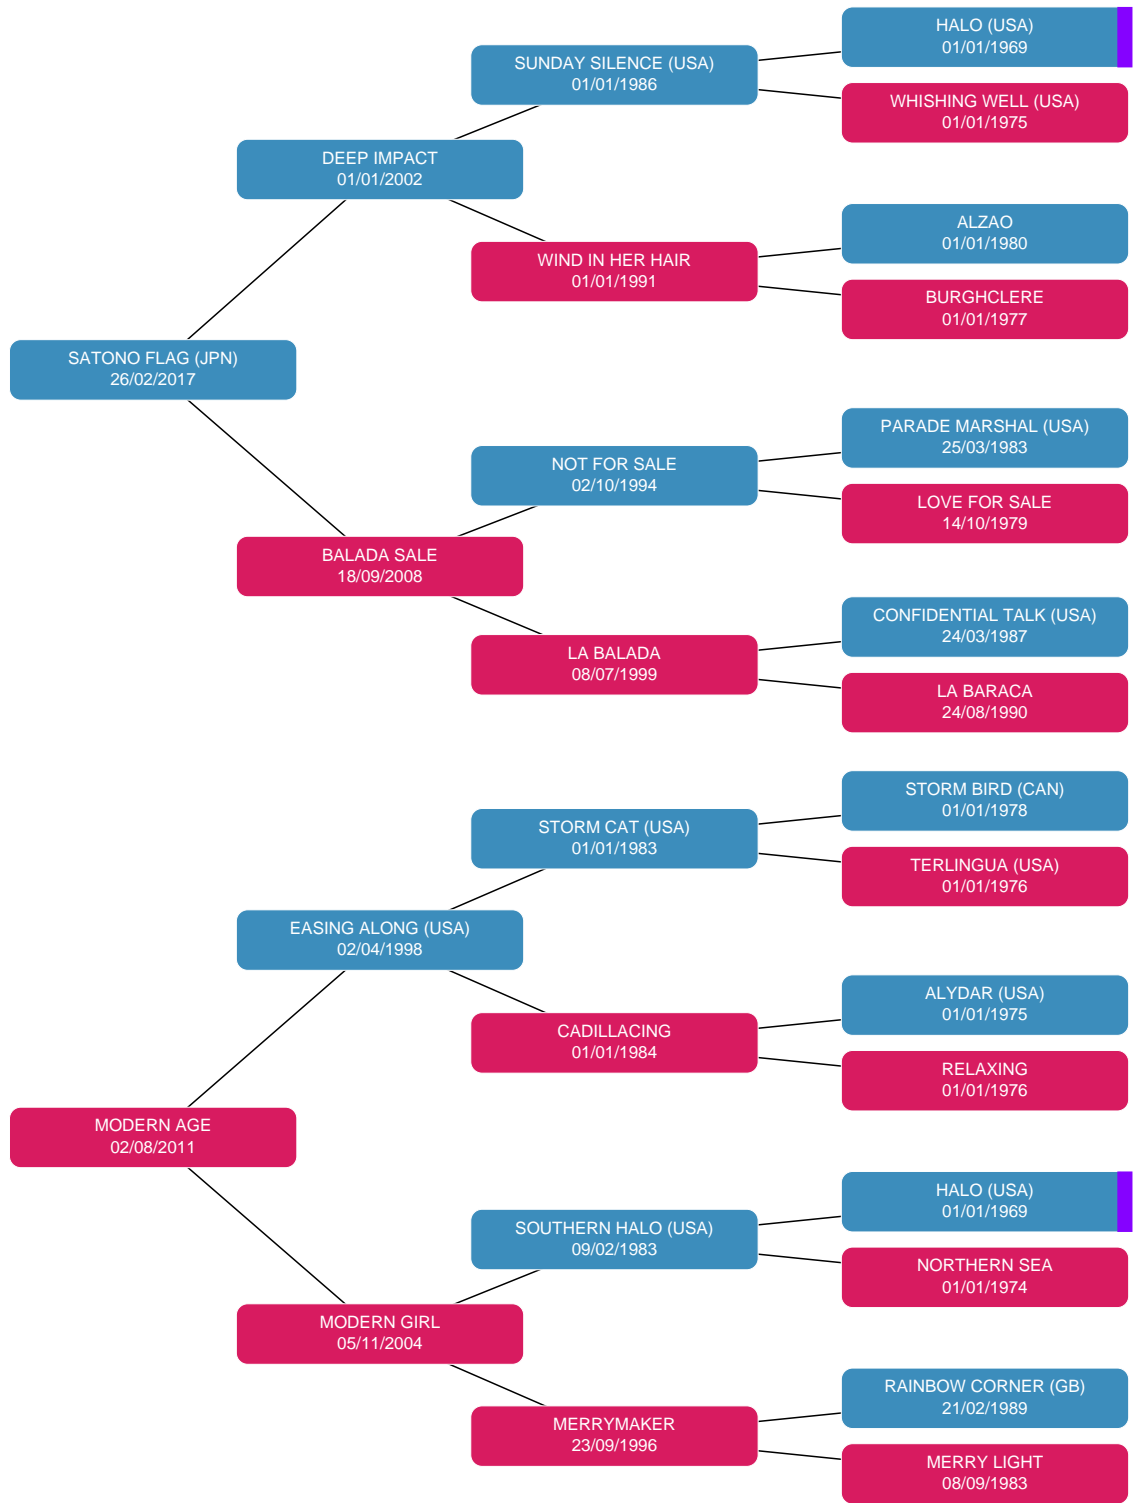 HALO (USA)
01/01/1969
SUNDAY SILENCE (USA)
01/01/1986
WHISHING WELL (USA)
01/01/1975
DEEP IMPACT
01/01/2002
ALZAO
01/01/1980
WIND IN HER HAIR
01/01/1991
BURGHCLERE
01/01/1977
SATONO FLAG (JPN)
26/02/2017
PARADE MARSHAL (USA)
25/03/1983
NOT FOR SALE
02/10/1994
LOVE FOR SALE
14/10/1979
BALADA SALE
18/09/2008
CONFIDENTIAL TALK (USA)
24/03/1987
LA BALADA
08/07/1999
LA BARACA
24/08/1990
STORM BIRD (CAN)
01/01/1978
STORM CAT (USA)
01/01/1983
TERLINGUA (USA)
01/01/1976
EASING ALONG (USA)
02/04/1998
ALYDAR (USA)
01/01/1975
CADILLACING
01/01/1984
RELAXING
01/01/1976
MODERN AGE
02/08/2011
HALO (USA)
01/01/1969
SOUTHERN HALO (USA)
09/02/1983
NORTHERN SEA
01/01/1974
MODERN GIRL
05/11/2004
RAINBOW CORNER (GB)
21/02/1989
MERRYMAKER
23/09/1996
MERRY LIGHT
08/09/1983